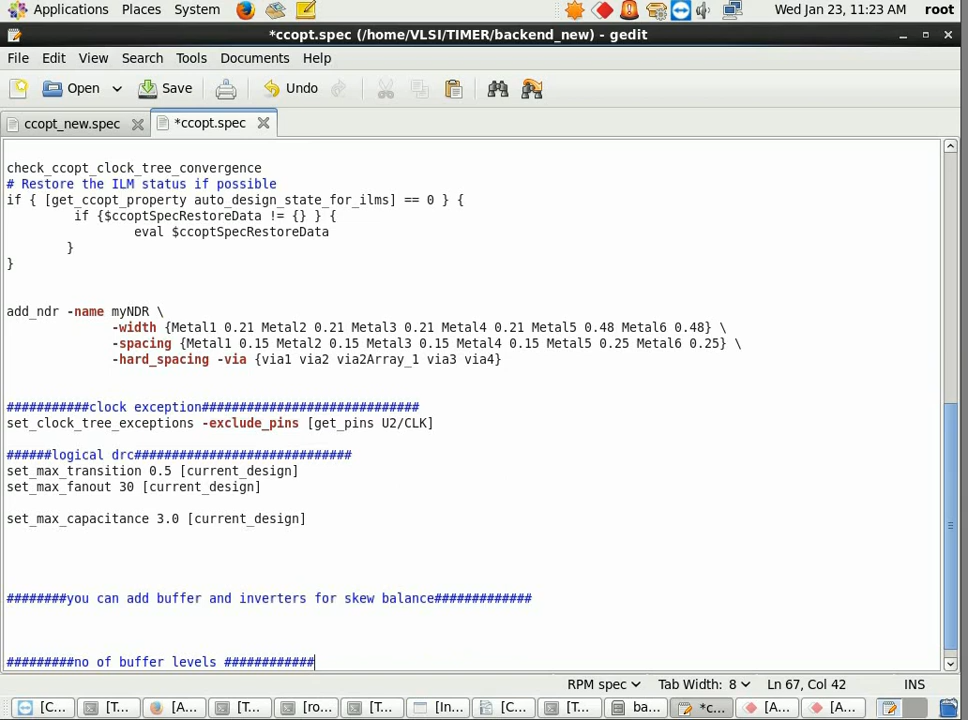 Applications Places System Wed Jan 23, 11:23 AM root
*ccopt.spec (/home/VLSI/TIMER/backend_new) - gedit
File Edit View Search Tools Documents Help
Open Save Undo
ccopt_new.spec *ccopt.spec
check_ccopt_clock_tree_convergence
# Restore the ILM status if possible
if { [get_ccopt_property auto_design_state_for_ilms] == 0 } {
if {$ccoptSpecRestoreData != {} } {
eval $ccoptSpecRestoreData
}
}
add_ndr -name myNDR \
-width {Metal1 0.21 Metal2 0.21 Metal3 0.21 Metal4 0.21 Metal5 0.48 Metal6 0.48} \
-spacing {Metal1 0.15 Metal2 0.15 Metal3 0.15 Metal4 0.15 Metal5 0.25 Metal6 0.25} \
-hard_spacing -via {via1 via2 via2Array_1 via3 via4}
###########clock exception#############################
set_clock_tree_exceptions -exclude_pins [get_pins U2/CLK]
######logical drc#############################
set_max_transition 0.5 [current_design]
set_max_fanout 30 [current_design]
set_max_capacitance 3.0 [current_design]
########you can add buffer and inverters for skew balance#############
#########no of buffer levels ############
RPM spec Tab Width: 8 Ln 67, Col 42 INS
[C... [T... [A... [T... [ro... [T... [In... [C... [T... ba... *c... [A... [A...